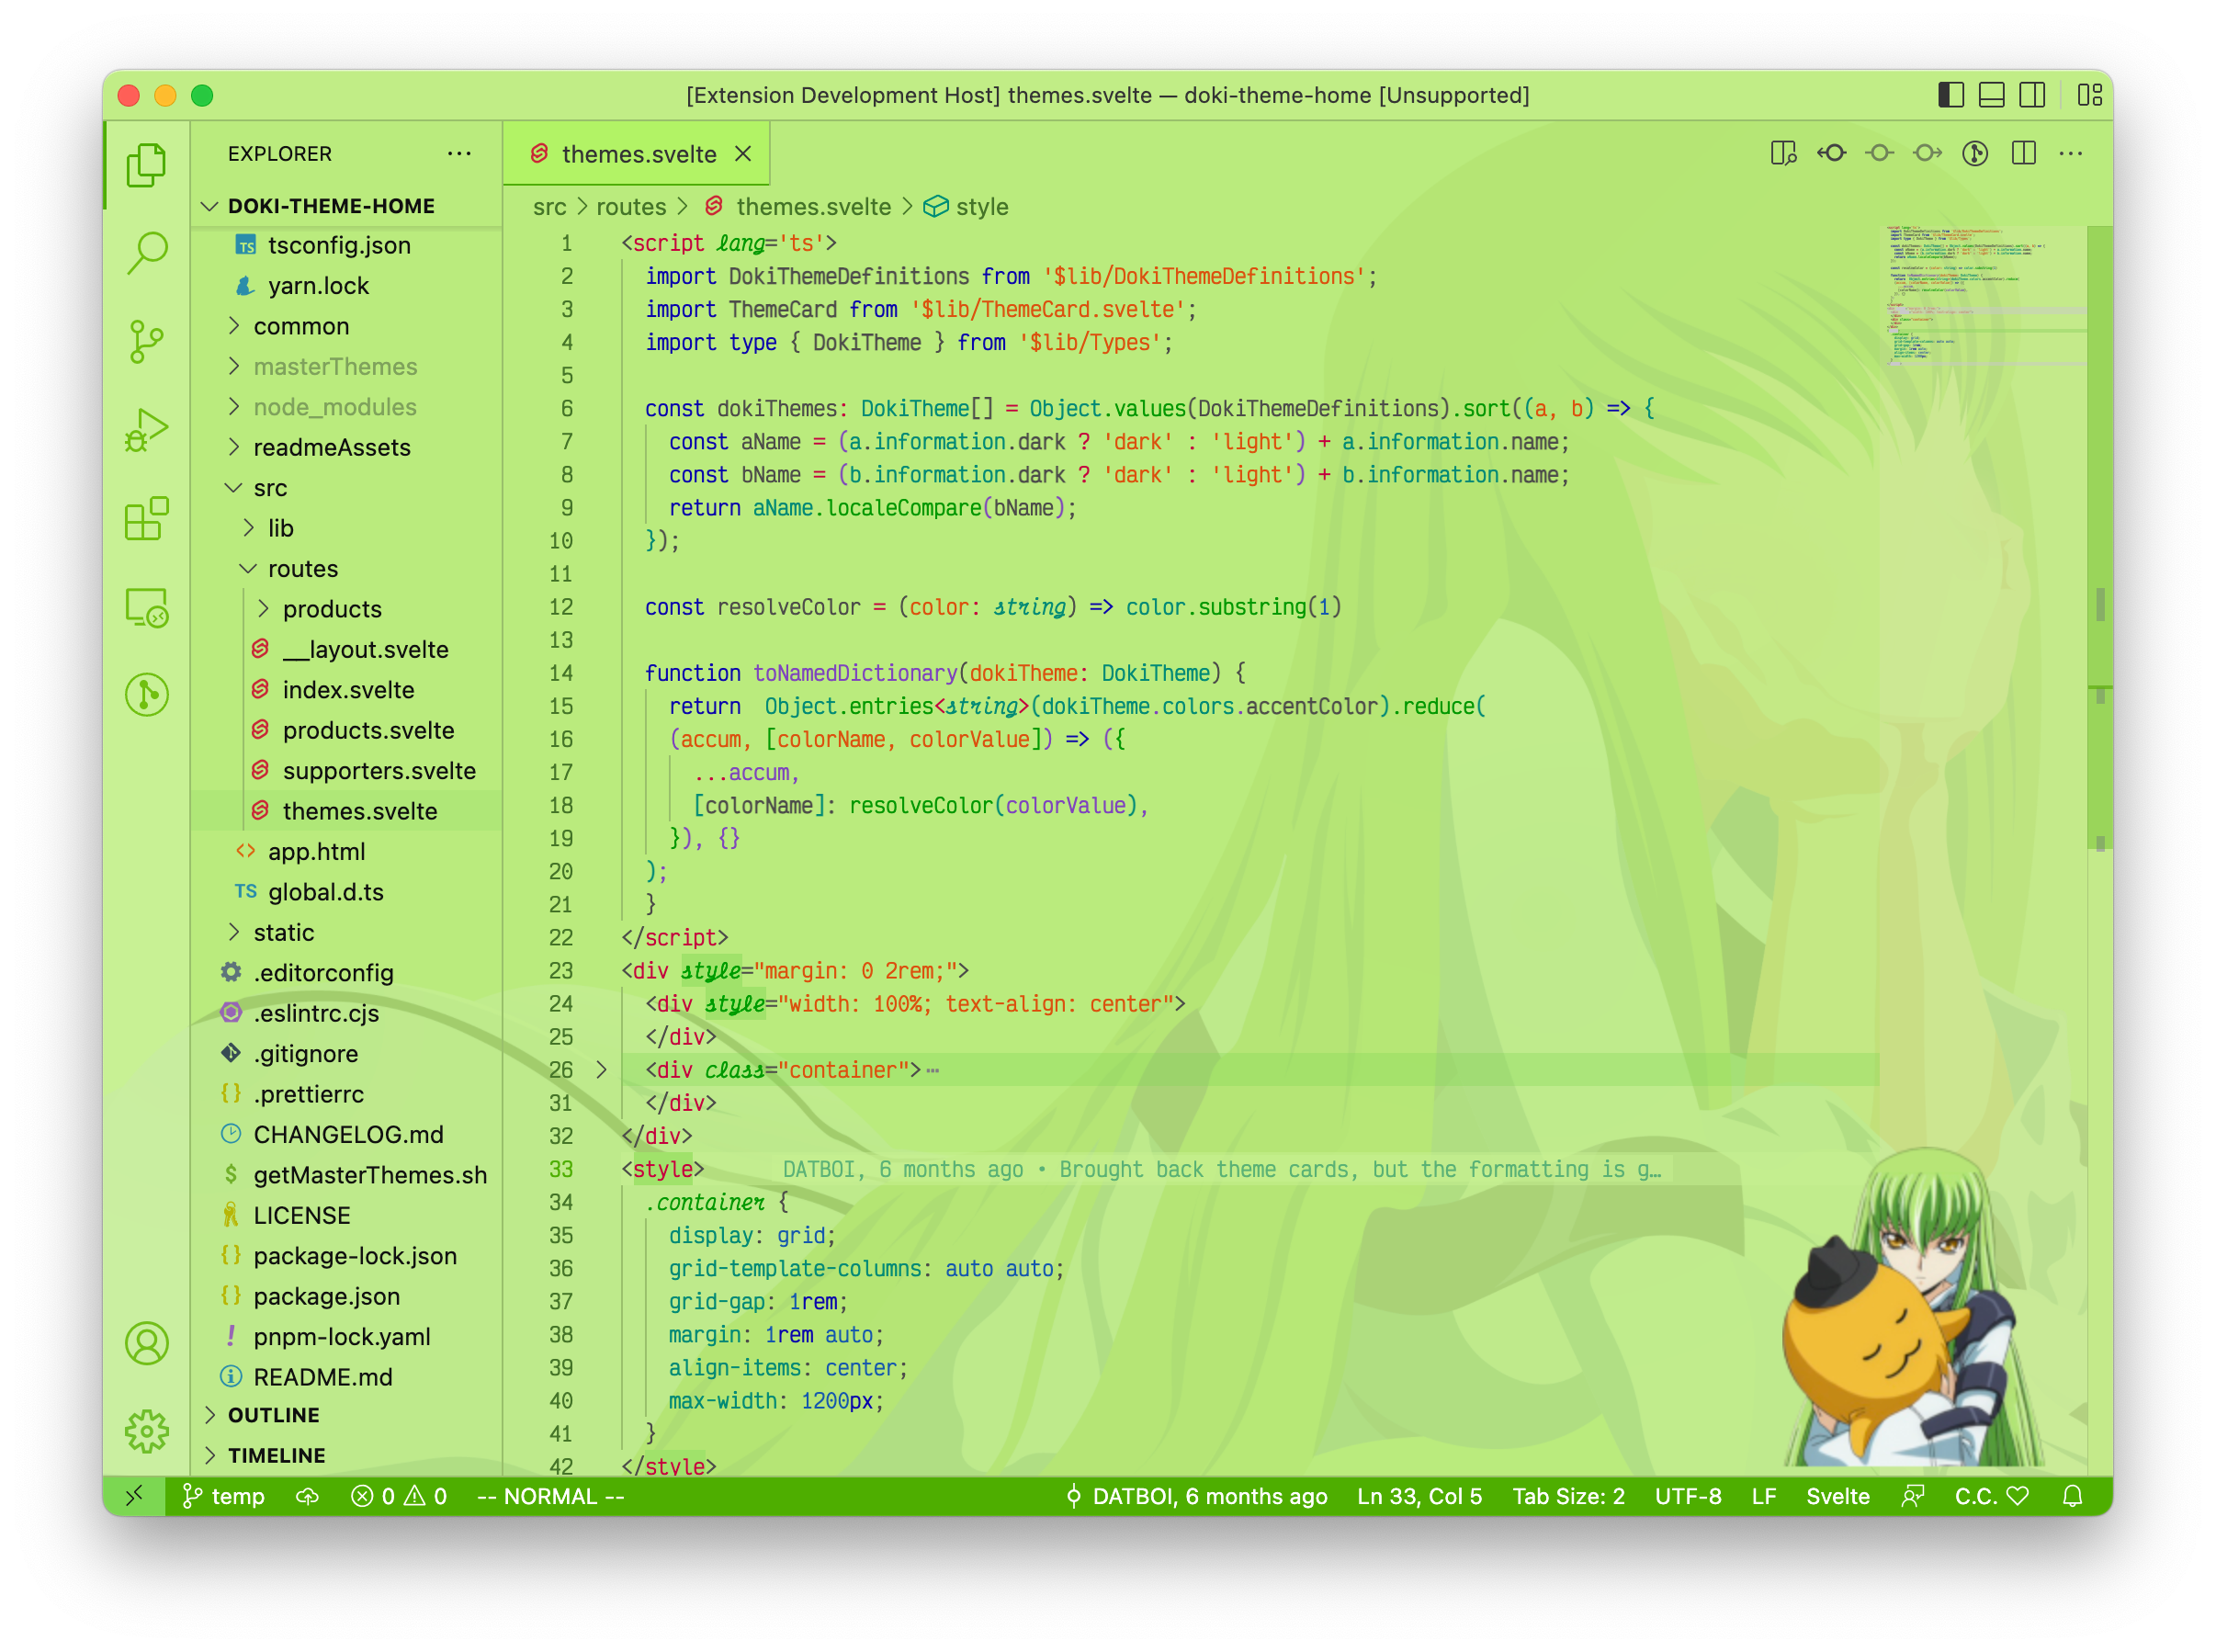 [Extension Development Host] themes.svelte — doki-theme-home [Unsupported]
EXPLORER
DOKI-THEME-HOME
tsconfig.json
yarn.lock
common
masterThemes
node_modules
readmeAssets
src
lib
routes
products
__layout.svelte
index.svelte
products.svelte
supporters.svelte
themes.svelte
app.html
TS global.d.ts
static
.editorconfig
.eslintrc.cjs
.gitignore
.prettierrc
CHANGELOG.md
getMasterThemes.sh
LICENSE
package-lock.json
package.json
pnpm-lock.yaml
README.md
OUTLINE
TIMELINE
themes.svelte
src > routes > themes.svelte > style
1 <script lang='ts'>
2 import DokiThemeDefinitions from '$lib/DokiThemeDefinitions';
3 import ThemeCard from '$lib/ThemeCard.svelte';
4 import type { DokiTheme } from '$lib/Types';
5
6 const dokiThemes: DokiTheme[] = Object.values(DokiThemeDefinitions).sort((a, b) => {
7 const aName = (a.information.dark ? 'dark' : 'light') + a.information.name;
8 const bName = (b.information.dark ? 'dark' : 'light') + b.information.name;
9 return aName.localeCompare(bName);
10 });
11
12 const resolveColor = (color: string) => color.substring(1)
13
14 function toNamedDictionary(dokiTheme: DokiTheme) {
15 return  Object.entries<string>(dokiTheme.colors.accentColor).reduce(
16 (accum, [colorName, colorValue]) => ({
17 ...accum,
18 [colorName]: resolveColor(colorValue),
19 }), {}
20 );
21 }
22 </script>
23 <div style="margin: 0 2rem;">
24 <div style="width: 100%; text-align: center">
25 </div>
26 <div class="container">⋯
31 </div>
32 </div>
33 <style> DATBOI, 6 months ago • Brought back theme cards, but the formatting is g…
34 .container {
35 display: grid;
36 grid-template-columns: auto auto;
37 grid-gap: 1rem;
38 margin: 1rem auto;
39 align-items: center;
40 max-width: 1200px;
41 }
42 </style>
temp 0 0 -- NORMAL -- DATBOI, 6 months ago Ln 33, Col 5 Tab Size: 2 UTF-8 LF Svelte C.C. ♡